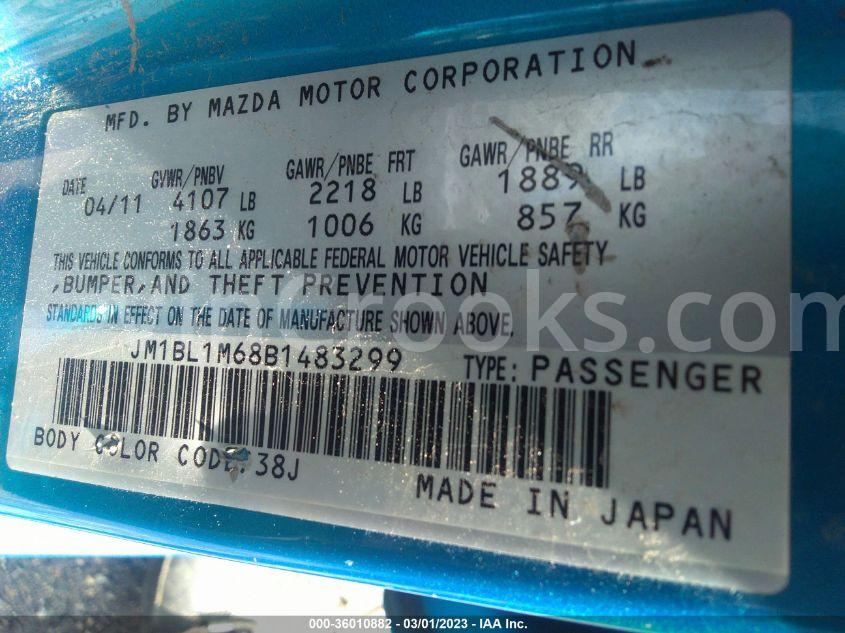 MFD. BY MAZDA MOTOR CORPORATION
DATE GVWR/PNBV GAWR/PNBE FRT GAWR/PNBE RR
04/11 4107 LB 2218 LB 1889 LB
1863 KG 1006 KG 857 KG
THIS VEHICLE CONFORMS TO ALL APPLICABLE FEDERAL MOTOR VEHICLE SAFETY
,BUMPER,AND THEFT PREVENTION
STANDARDS IN EFFECT ON THE DATE OF MANUFACTURE SHOWN ABOVE.
JM1BL1M68B1483299 TYPE: PASSENGER
BODY COLOR CODE:38J
MADE IN JAPAN
000-36010882 - 03/01/2023 - IAA Inc.